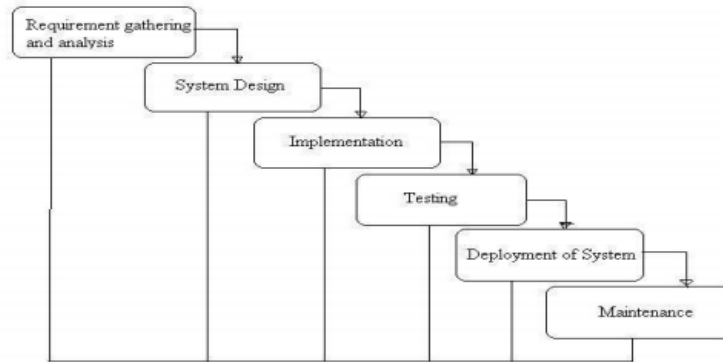 Requirement gathering
and analysis
System Design
Implementation
Testing
Deployment of System
Maintenance